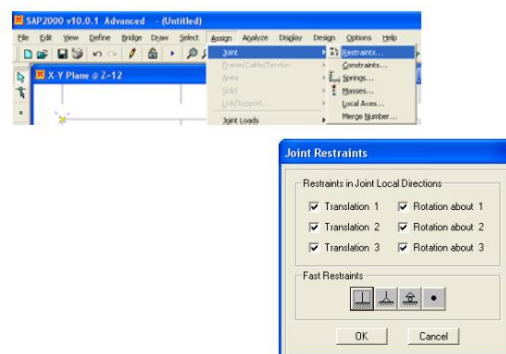 SAP2000 v10.0.1 Advanced - (Untitled)
File Edit View Define Bridge Draw Select Assign Analyze Display Design Options Help
Joint
Restraints...
X-Y Plane @ Z=12
Frame/Cable/Tendon
Constraints...
Area
Springs...
Solid
Masses...
Link/Support...
Local Axes...
Joint Loads
Merge Number...
Joint Restraints
Restraints in Joint Local Directions
Translation 1 Rotation about 1
Translation 2 Rotation about 2
Translation 3 Rotation about 3
Fast Restraints
OK Cancel